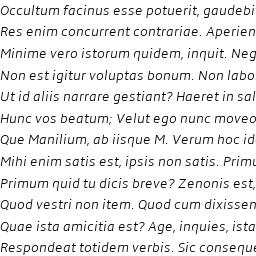 Occultum facinus esse potuerit, gaudebi
Res enim concurrent contrariae. Aperien
Minime vero istorum quidem, inquit. Neg
Non est igitur voluptas bonum. Non labo
Ut id aliis narrare gestiant? Haeret in sal
Hunc vos beatum; Velut ego nunc moveo
Que Manilium, ab iisque M. Verum hoc id
Mihi enim satis est, ipsis non satis. Primu
Primum quid tu dicis breve? Zenonis est,
Quod vestri non item. Quod cum dixissen
Quae ista amicitia est? Age, inquies, ista
Respondeat totidem verbis. Sic conseque